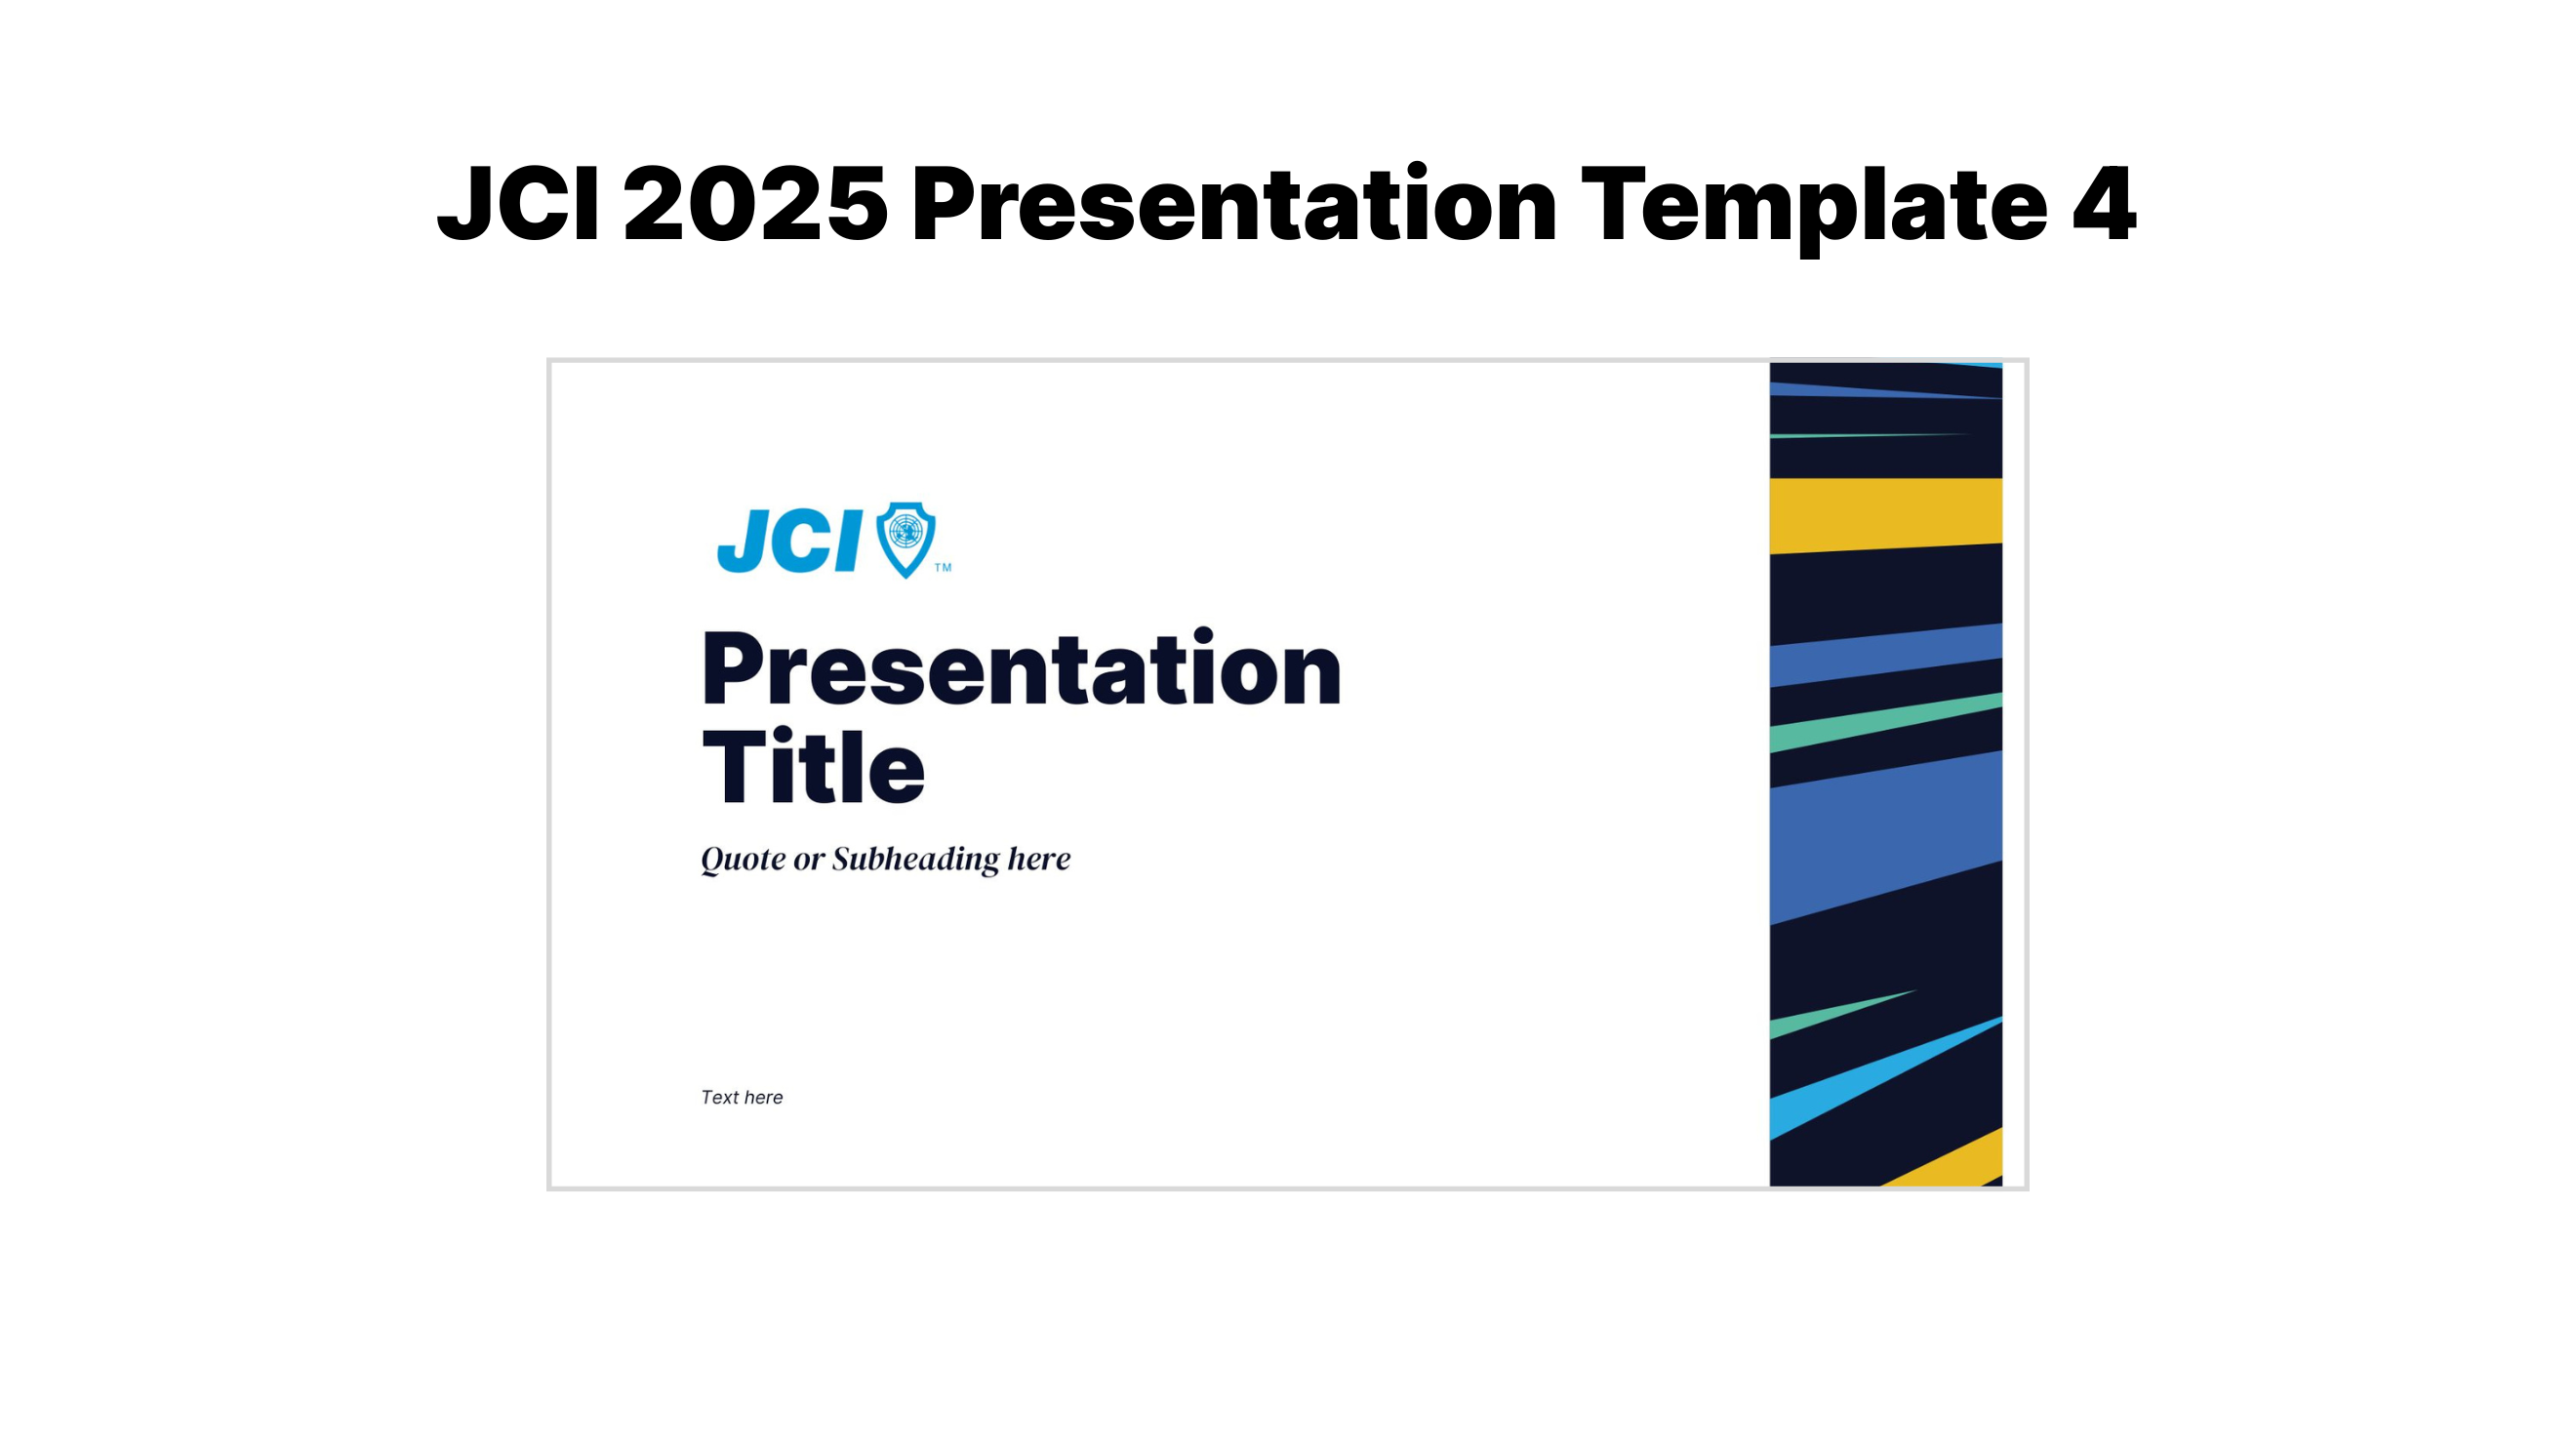 JCI 2025 Presentation Template 4
JCI TM
Presentation
Title
Quote or Subheading here
Text here